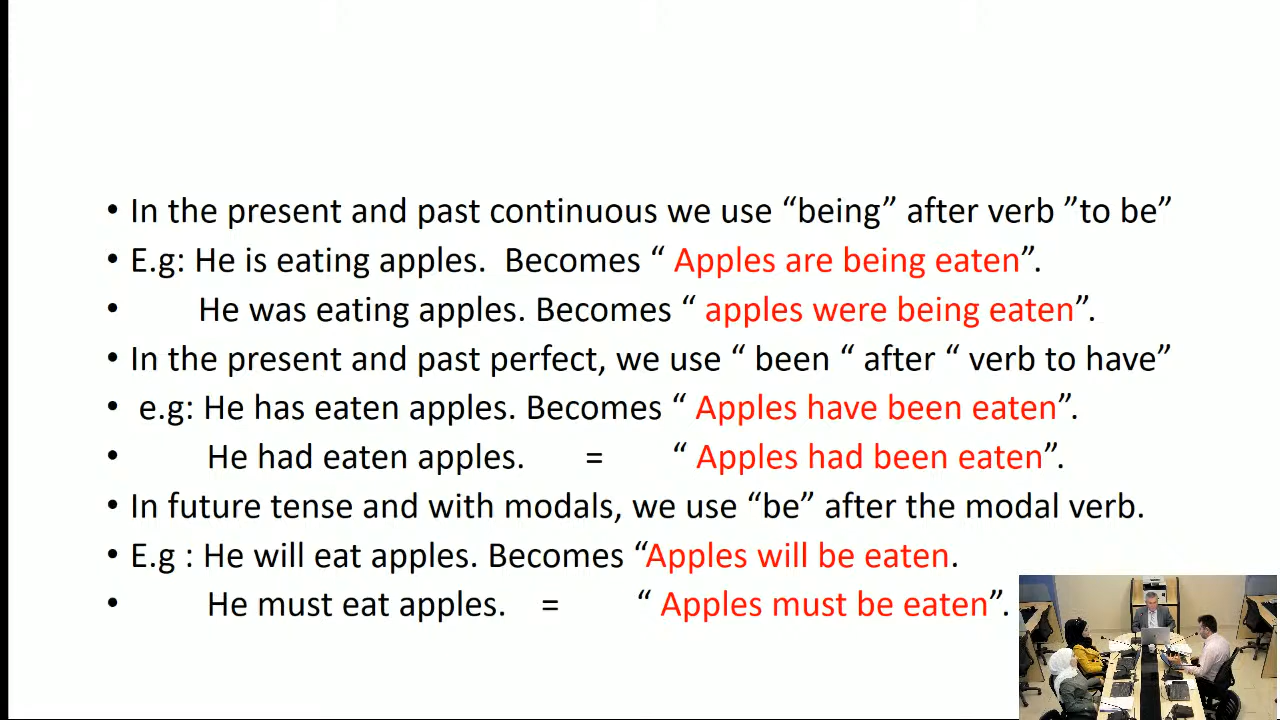 • In the present and past continuous we use “being” after verb ”to be”
• E.g: He is eating apples. Becomes “ Apples are being eaten”.
• He was eating apples. Becomes “ apples were being eaten”.
• In the present and past perfect, we use “ been “ after “ verb to have”
• e.g: He has eaten apples. Becomes “ Apples have been eaten”.
• He had eaten apples. = “ Apples had been eaten”.
• In future tense and with modals, we use “be” after the modal verb.
• E.g : He will eat apples. Becomes “Apples will be eaten.
• He must eat apples. = “ Apples must be eaten”.